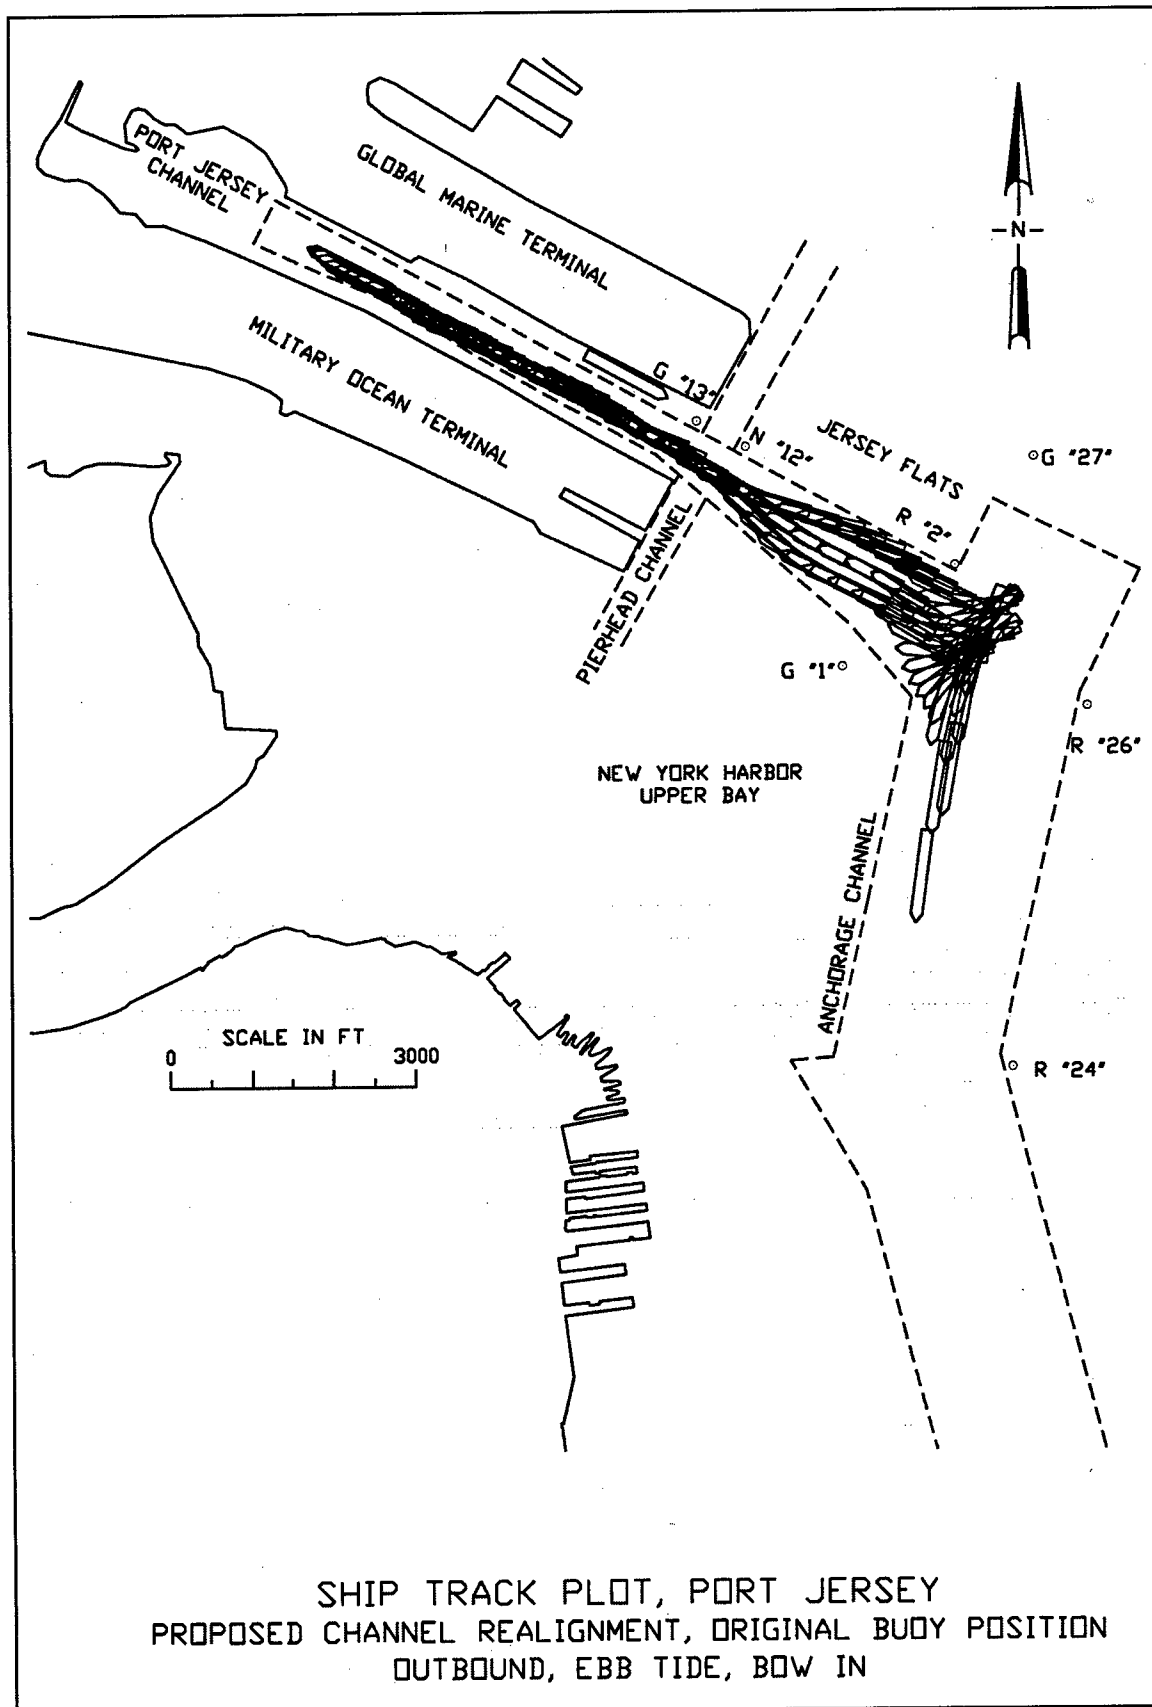 PORT JERSEY
CHANNEL
GLOBAL MARINE TERMINAL
N
MILITARY OCEAN TERMINAL
G "13"
N "12"
JERSEY FLATS
G "27"
R "2"
PIERHEAD CHANNEL
G "1"
R "26"
NEW YORK HARBOR
UPPER BAY
ANCHORAGE CHANNEL
SCALE IN FT
0 3000
R "24"
SHIP TRACK PLOT, PORT JERSEY
PROPOSED CHANNEL REALIGNMENT, ORIGINAL BUOY POSITION
OUTBOUND, EBB TIDE, BOW IN